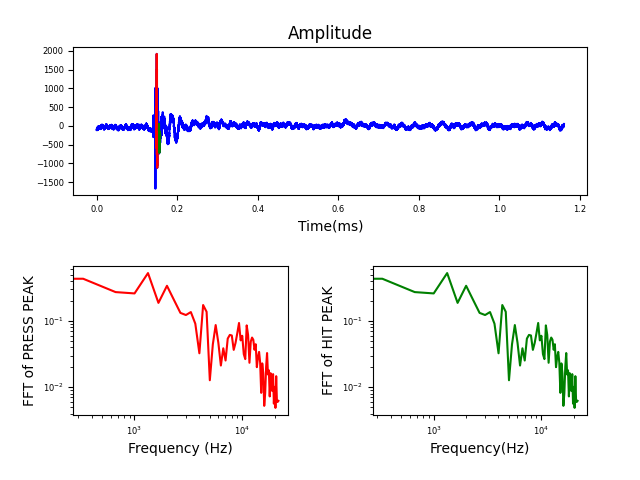 Amplitude
2000
1500
1000
500
0
−500
−1000
−1500
0.0 0.2 0.4 0.6 0.8 1.0 1.2
Time(ms)
FFT of PRESS PEAK
10⁻¹
10⁻²
10³ 10⁴
Frequency (Hz)
FFT of HIT PEAK
10⁻¹
10⁻²
10³ 10⁴
Frequency(Hz)